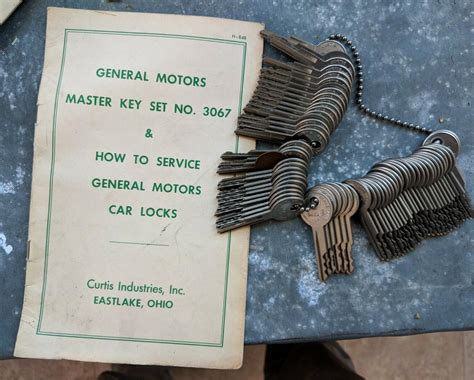 H-848
GENERAL MOTORS
MASTER KEY SET NO. 3067
&
HOW TO SERVICE
GENERAL MOTORS
CAR LOCKS
Curtis Industries, Inc.
EASTLAKE, OHIO